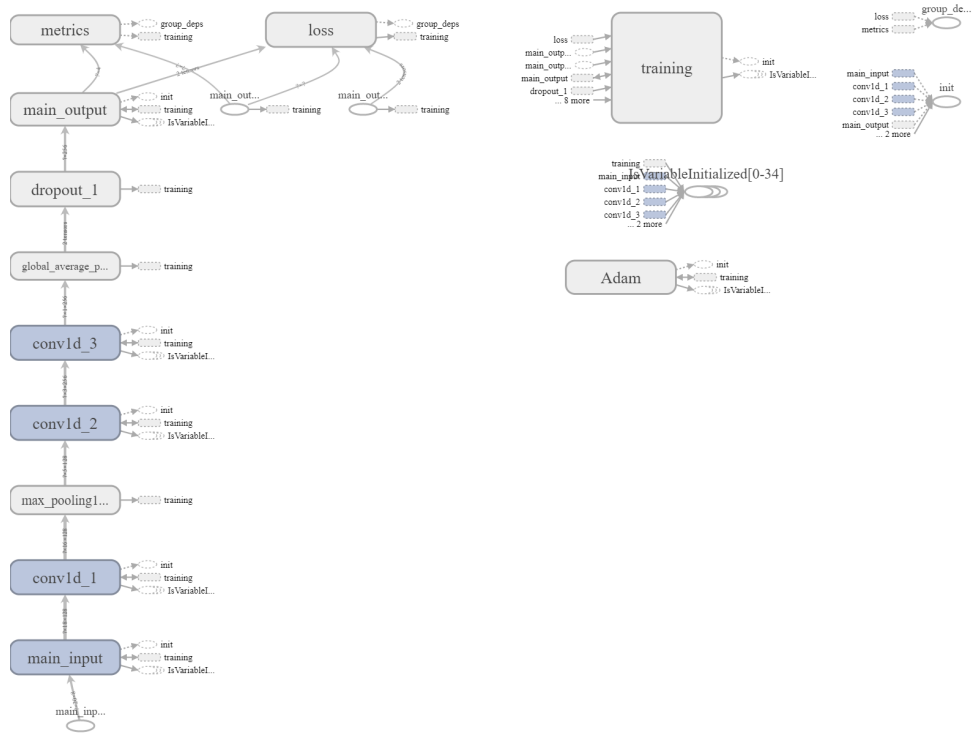 metrics
group_deps
training
loss
group_deps
training
main_output
init
training
IsVariableI...
main_out...
training
main_out...
training
dropout_1
training
global_average_p...
training
conv1d_3
init
training
IsVariableI...
conv1d_2
init
training
IsVariableI...
max_pooling1...
training
conv1d_1
init
training
IsVariableI...
main_input
init
training
IsVariableI...
main_inp...
loss
main_outp...
main_outp...
main_output
dropout_1
... 8 more
training
init
IsVariableI...
training
main_input
conv1d_1
conv1d_2
conv1d_3
... 2 more
IsVariableInitialized[0-34]
Adam
init
training
IsVariableI...
loss
metrics
group_de...
main_input
conv1d_1
conv1d_2
conv1d_3
main_output
... 2 more
init